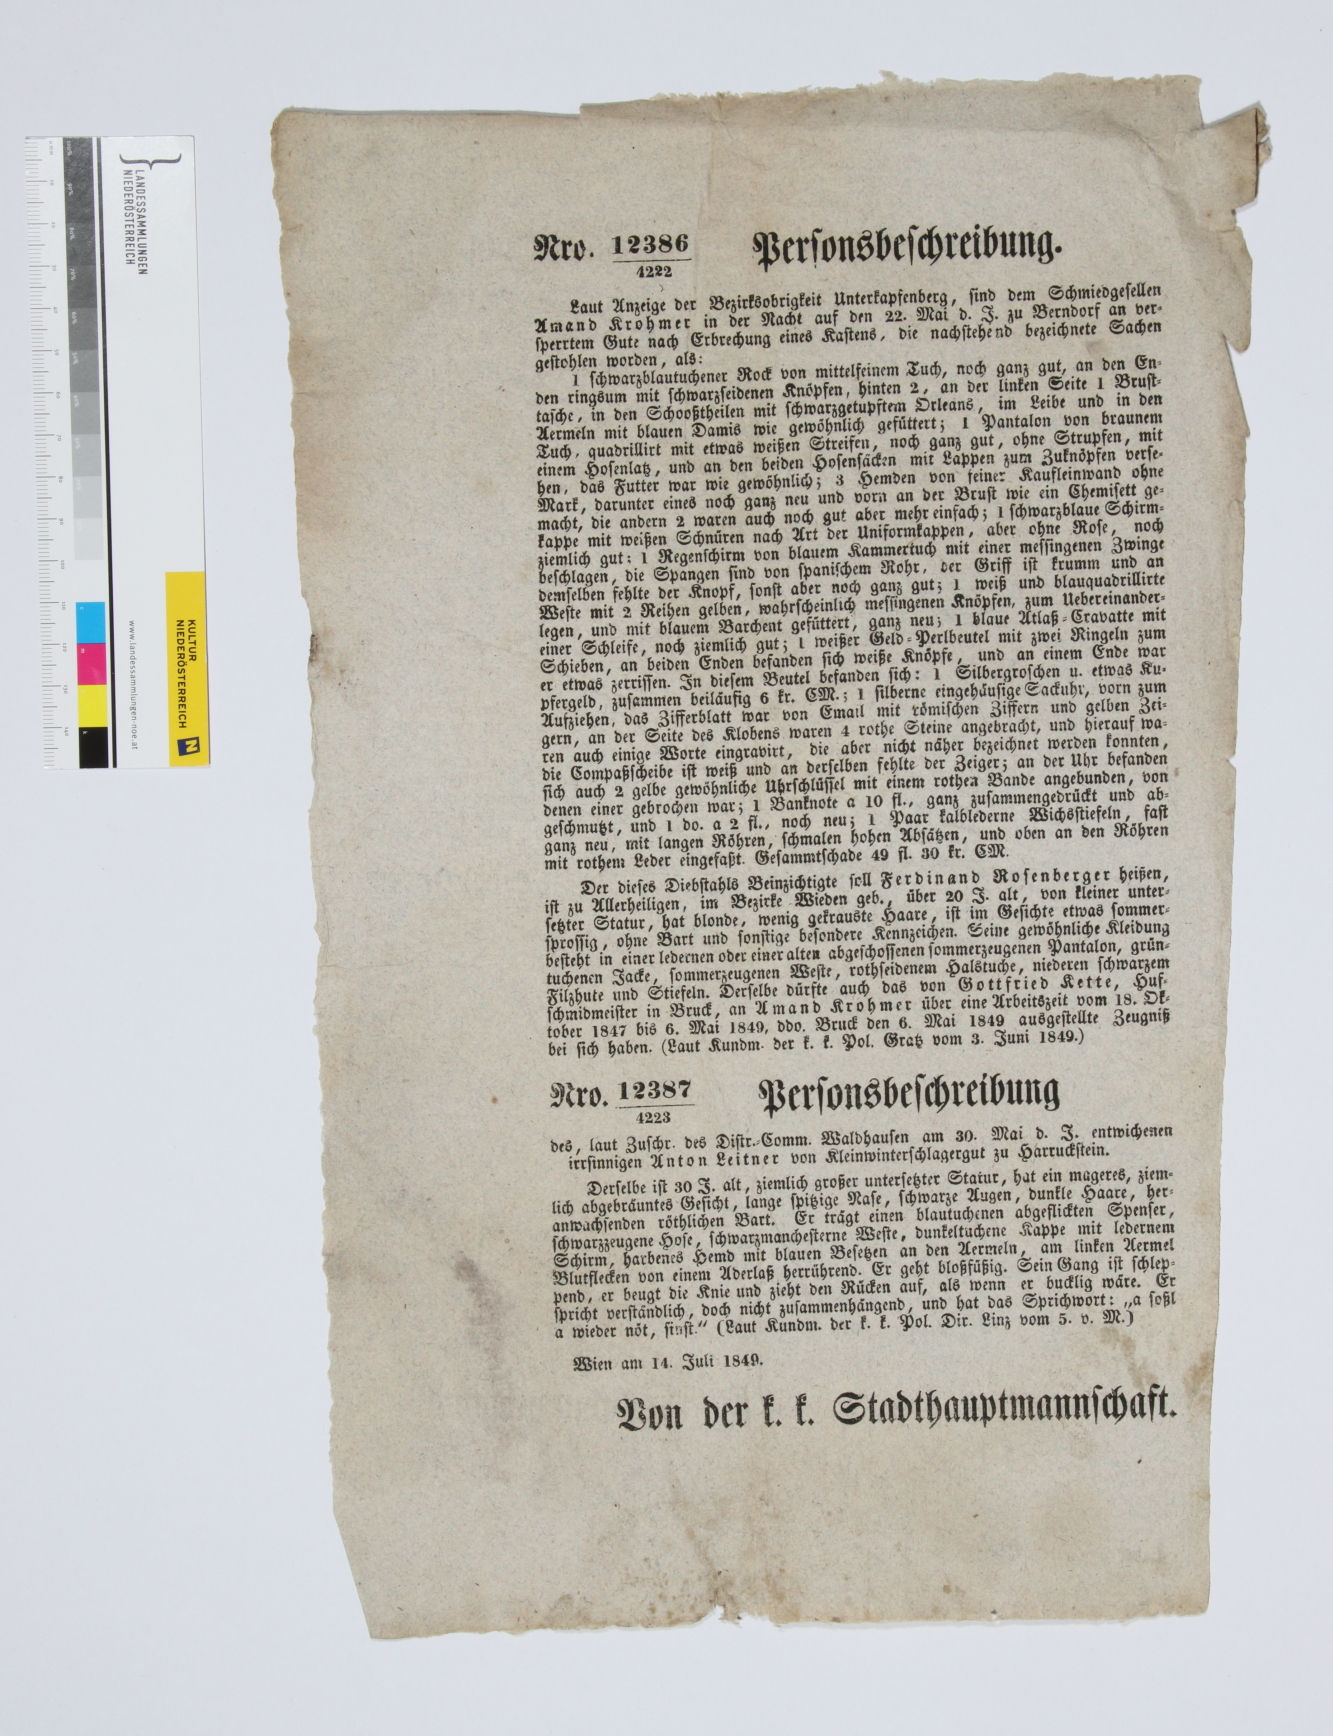 LANDESSAMMLUNGEN
NIEDERÖSTERREICH
www.landessammlungen-noe.at
KULTUR
NIEDERÖSTERREICH
Nro. 12386/4222 Personsbeschreibung.
Laut Anzeige der Bezirksobrigkeit Unterkapfenberg, sind dem Schmiedgesellen
Amand Krohmer in der Nacht auf den 22. Mai d. J. zu Berndorf an ver-
sperrtem Gute nach Erbrechung eines Kastens, die nachstehend bezeichnete Sachen
gestohlen worden, als:
1 schwarzblautuchener Rock von mittelfeinem Tuch, noch ganz gut, an den En-
den ringsum mit schwarzseidenen Knöpfen, hinten 2, an der linken Seite 1 Brust-
tasche, in den Schooßtheilen mit schwarzgetupftem Orleans, im Leibe und in den
Aermeln mit blauen Damis wie gewöhnlich gefüttert; 1 Pantalon von braunem
Tuch, quadrillirt mit etwas weißen Streifen, noch ganz gut, ohne Strupfen, mit
einem Hosenlatz, und an den beiden Hosensäcken mit Lappen zum Zuknöpfen verse-
hen, das Futter war wie gewöhnlich; 3 Hemden von feiner Kaufleinwand ohne
Mark, darunter eines noch ganz neu und vorn an der Brust wie ein Chemisett ge-
macht, die andern 2 waren auch noch gut aber mehr einfach; 1 schwarzblaue Schirm-
kappe mit weißen Schnüren nach Art der Uniformkappen, aber ohne Rose, noch
ziemlich gut: 1 Regenschirm von blauem Kammertuch mit einer messingenen Zwinge
beschlagen, die Spangen sind von spanischem Rohr, der Griff ist krumm und an
demselben fehlte der Knopf, sonst aber noch ganz gut; 1 weiß und blauquadrillirte
Weste mit 2 Reihen gelben, wahrscheinlich messingenen Knöpfen, zum Uebereinander-
legen, und mit blauem Barchent gefüttert, ganz neu; 1 blaue Atlaß-Cravatte mit
einer Schleife, noch ziemlich gut; 1 weißer Geld-Perlbeutel mit zwei Ringeln zum
Schieben, an beiden Enden befanden sich weiße Knöpfe, und an einem Ende war
er etwas zerrissen. In diesem Beutel befanden sich: 1 Silbergroschen u. etwas Ku-
pfergeld, zusammen beiläufig 6 kr. CM.; 1 silberne eingehäusige Sackuhr, vorn zum
Aufziehen, das Zifferblatt war von Email mit römischen Ziffern und gelben Zei-
gern, an der Seite des Klobens waren 4 rothe Steine angebracht, und hierauf wa-
ren auch einige Worte eingravirt, die aber nicht näher bezeichnet werden konnten,
die Compaßscheibe ist weiß und an derselben fehlte der Zeiger; an der Uhr befanden
sich auch 2 gelbe gewöhnliche Uhrschlüssel mit einem rothen Bande angebunden, von
denen einer gebrochen war; 1 Banknote a 10 fl., ganz zusammengedrückt und ab-
geschmutzt, und 1 do. a 2 fl., noch neu; 1 Paar kalblederne Wichsstiefeln, fast
ganz neu, mit langen Röhren, schmalen hohen Absätzen, und oben an den Röhren
mit rothem Leder eingefaßt. Gesammtschade 49 fl. 30 kr. CM.
Der dieses Diebstahls Beinzichtigte soll Ferdinand Rosenberger heißen,
ist zu Allerheiligen, im Bezirke Wieden geb., über 20 J. alt, von kleiner unter-
setzter Statur, hat blonde, wenig gekrauste Haare, ist im Gesichte etwas sommer-
sprossig, ohne Bart und sonstige besondere Kennzeichen. Seine gewöhnliche Kleidung
besteht in einer ledernen oder einer alten abgeschossenen sommerzeugenen Pantalon, grün-
tuchenen Jacke, sommerzeugenen Weste, rothseidenem Halstuche, niederen schwarzem
Filzhute und Stiefeln. Derselbe dürfte auch das von Gottfried Kette, Huf-
schmidmeister in Bruck, an Amand Krohmer über eine Arbeitszeit vom 18. Ok-
tober 1847 bis 6. Mai 1849, ddo. Bruck den 6. Mai 1849 ausgestellte Zeugniß
bei sich haben. (Laut Kundm. der k. k. Pol. Gratz vom 3. Juni 1849.)
Nro. 12387/4223 Personsbeschreibung
des, laut Zuschr. des Distr.-Comm. Waldhausen am 30. Mai d. J. entwichenen
irrsinnigen Anton Leitner von Kleinwinterschlagergut zu Harruckstein.
Derselbe ist 30 J. alt, ziemlich großer untersetzter Statur, hat ein mageres, ziem-
lich abgebräuntes Gesicht, lange spitzige Nase, schwarze Augen, dunkle Haare, her-
anwachsenden röthlichen Bart. Er trägt einen blautuchenen abgeflickten Spenser,
schwarzzeugene Hose, schwarzmanchesterne Weste, dunkeltuchene Kappe mit ledernem
Schirm, harbenes Hemd mit blauen Besetzen an den Aermeln, am linken Aermel
Blutflecken von einem Aderlaß herrührend. Er geht bloßfüßig. Sein Gang ist schlep-
pend, er beugt die Knie und zieht den Rücken auf, als wenn er bucklig wäre. Er
spricht verständlich, doch nicht zusammenhängend, und hat das Sprichwort: „a soßl
a wieder nöt, sinst.“ (Laut Kundm. der k. k. Pol. Dir. Linz vom 5. v. M.)
Wien am 14. Juli 1849.
Von der k. k. Stadthauptmannschaft.